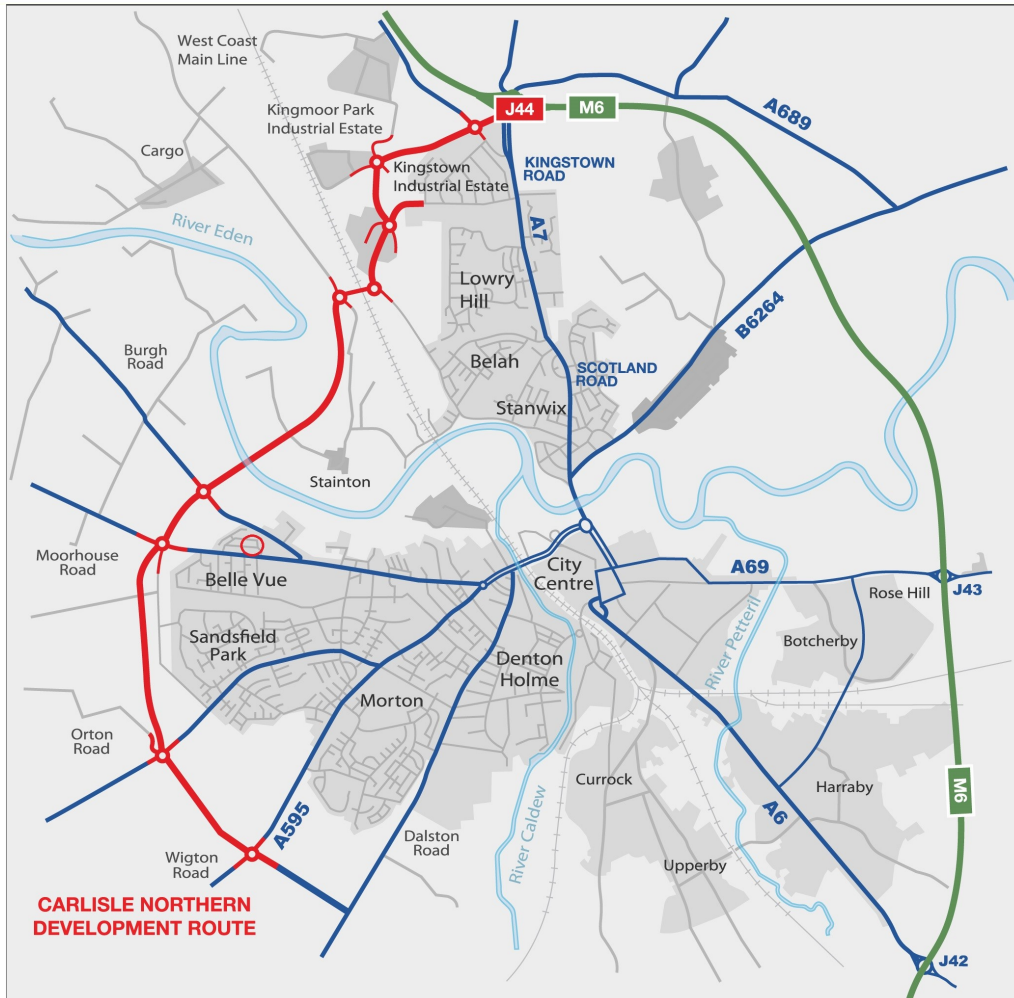 West Coast
Main Line
Kingmoor Park
Industrial Estate
J44
M6
A689
Cargo
Kingstown
Industrial Estate
KINGSTOWN
ROAD
River Eden
A7
Lowry
Hill
B6264
Burgh
Road
Belah
SCOTLAND
ROAD
Stanwix
Stainton
Moorhouse
Road
Belle Vue
City
Centre
A69
Rose Hill
J43
Sandsfield
Park
Denton
Holme
River Petteril
Botcherby
Morton
Orton
Road
Currock
Harraby
M6
A6
A595
Dalston
Road
River Caldew
Wigton
Road
Upperby
CARLISLE NORTHERN
DEVELOPMENT ROUTE
J42